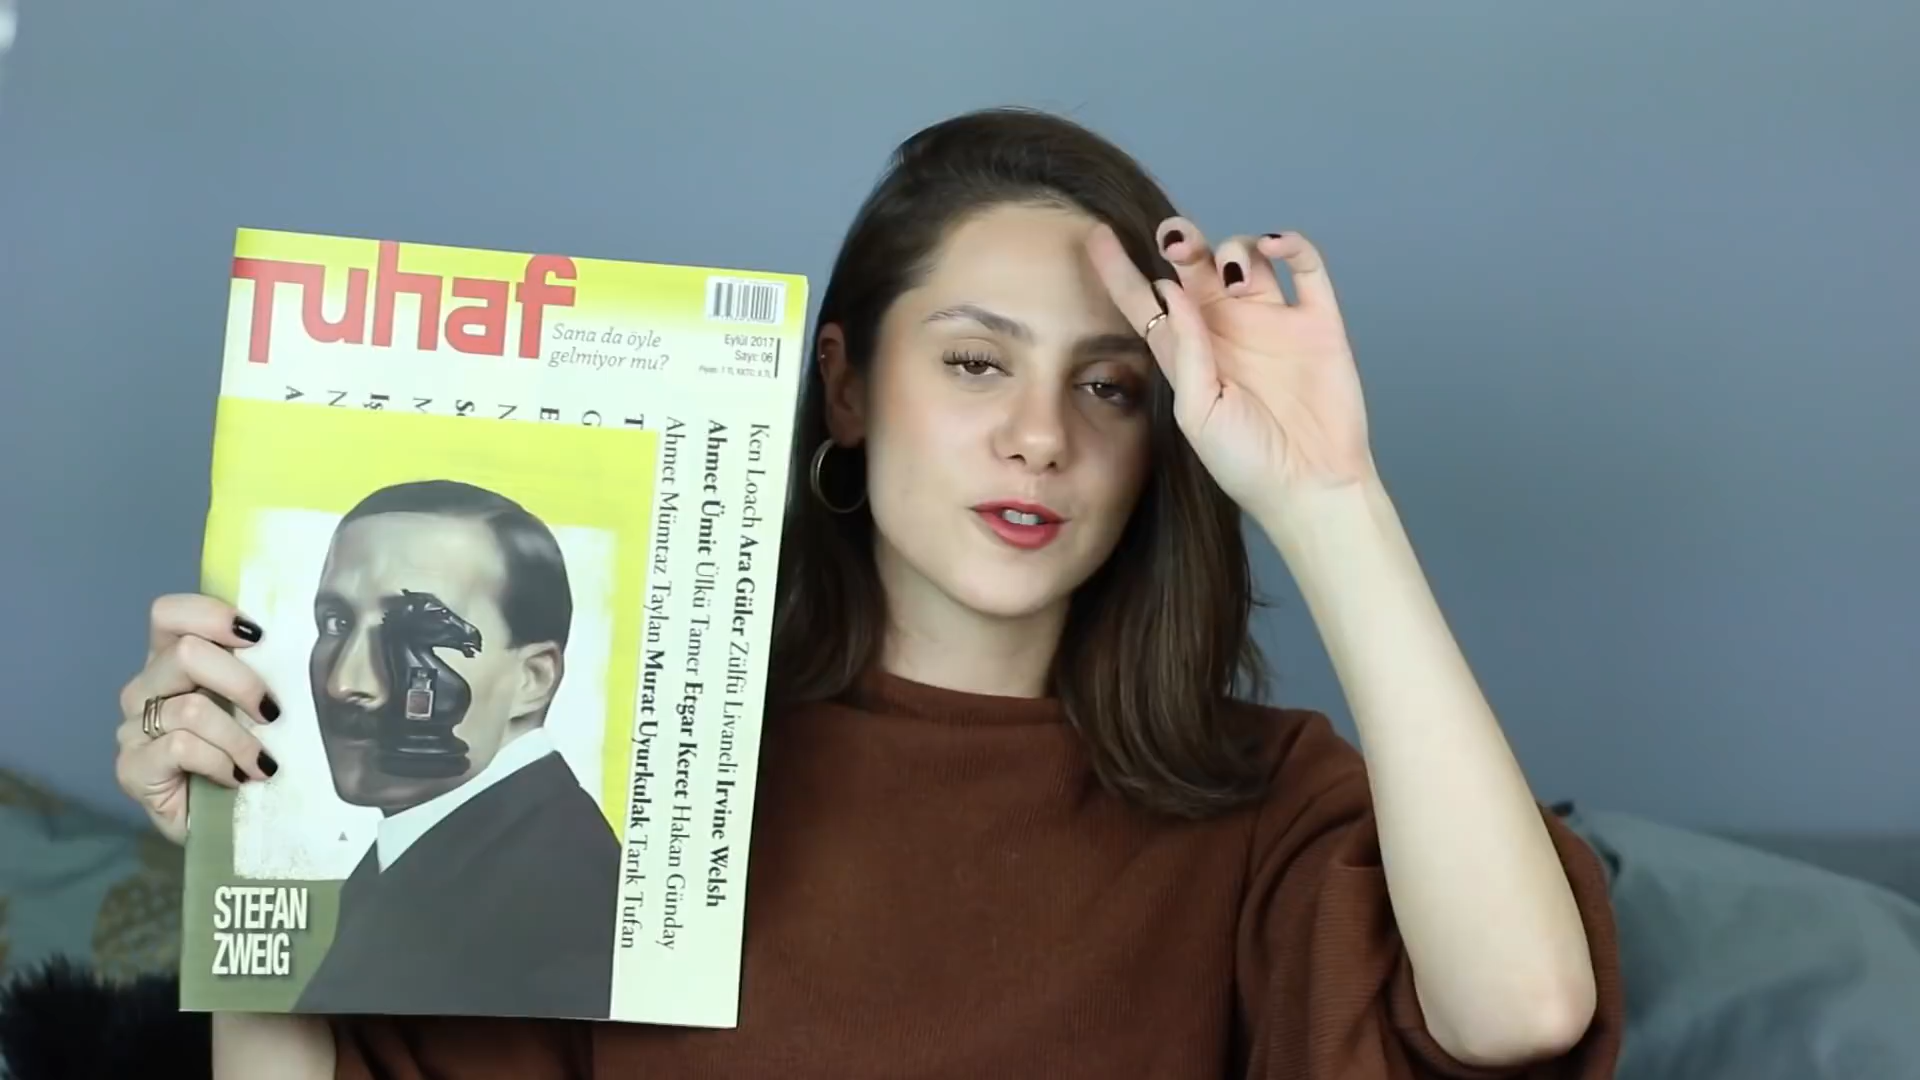 Tuhaf
Sana da öyle
gelmiyor mu?
Eylül 2017
Sayı: 06
Ken Loach Ara Güler Zülfü Livaneli Irvine Welsh
Ahmet Ümit Ülkü Tamer Etgar Keret Hakan Günday
Ahmet Mümtaz Taylan Murat Uyurkulak Tarık Tufan
STEFAN
ZWEIG